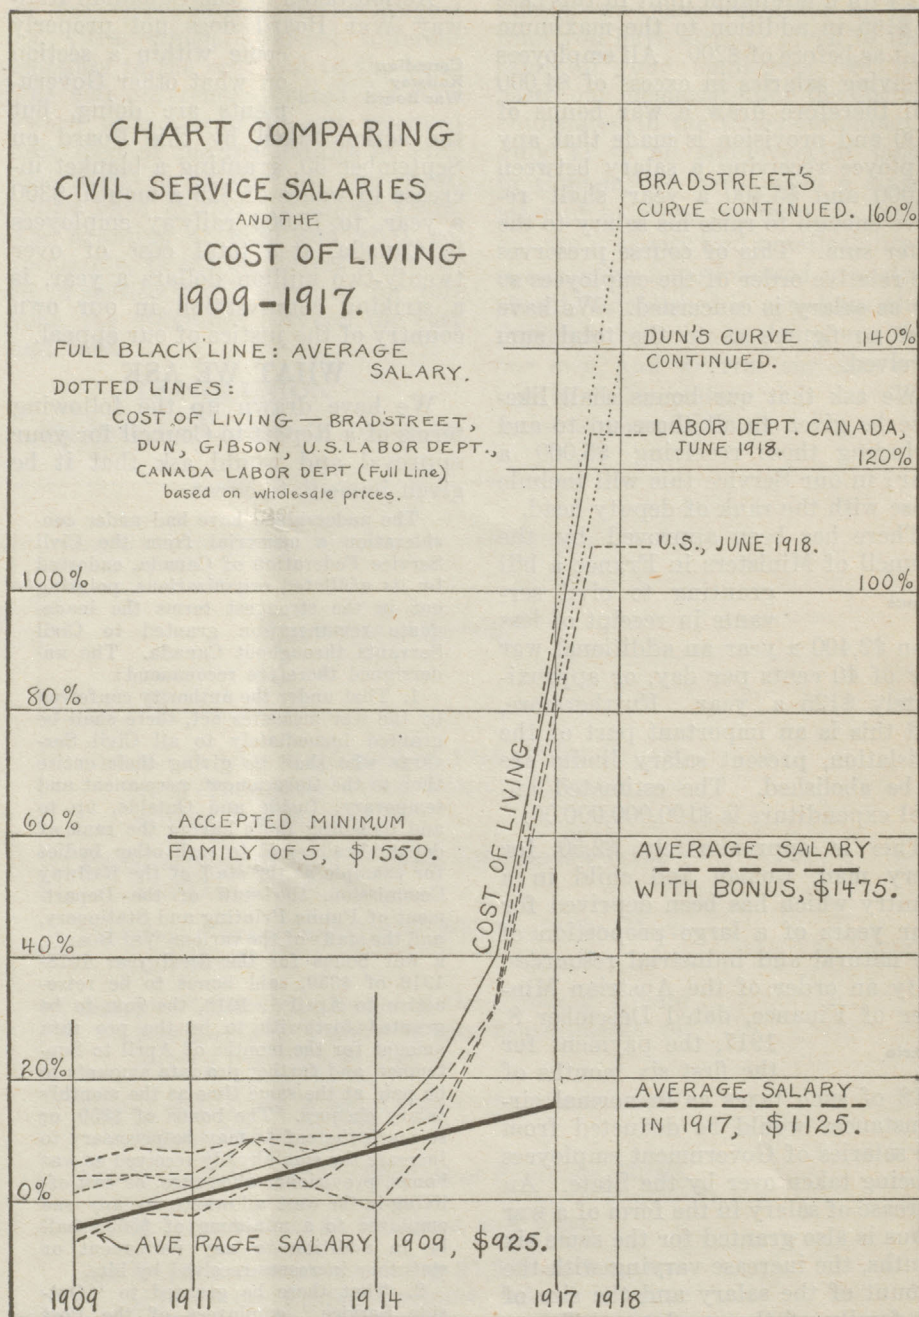 CHART COMPARING
CIVIL SERVICE SALARIES
AND THE
COST OF LIVING
1909-1917.
FULL BLACK LINE: AVERAGE
SALARY.
DOTTED LINES:
COST OF LIVING — BRADSTREET,
DUN, GIBSON, U.S. LABOR DEPT.,
CANADA LABOR DEPT (Full Line)
based on wholesale prices.
BRADSTREET'S
CURVE CONTINUED. 160%
DUN'S CURVE 140%
CONTINUED.
LABOR DEPT. CANADA,
JUNE 1918. 120%
U.S., JUNE 1918.
100% 100%
80%
COST OF LIVING
60%
ACCEPTED MINIMUM
FAMILY OF 5, $1550.
AVERAGE SALARY
WITH BONUS, $1475.
40%
20%
AVERAGE SALARY
IN 1917, $1125.
0%
AVERAGE SALARY 1909, $925.
1909 1911 1914 1917 1918